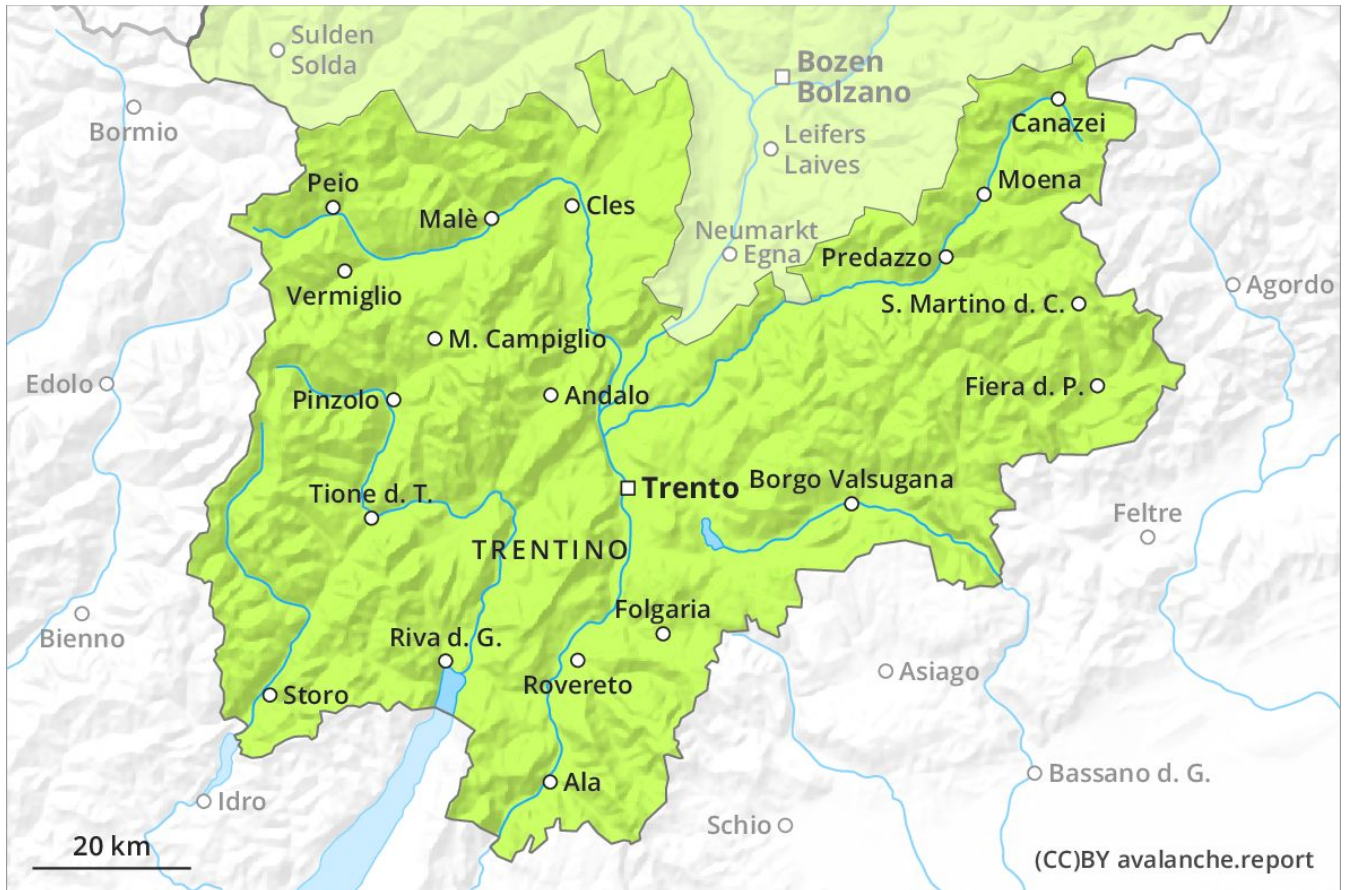 Sulden
Solda
Bozen
Bolzano
Bormio
Canazei
Leifers
Laives
Peio
Moena
Malè
Cles
Neumarkt
Egna
Predazzo
Vermiglio
Agordo
S. Martino d. C.
M. Campiglio
Edolo
Pinzolo
Andalo
Fiera d. P.
Tione d. T.
Trento
Borgo Valsugana
Feltre
TRENTINO
Bienno
Folgaria
Riva d. G.
Asiago
Storo
Rovereto
Bassano d. G.
Ala
Idro
Schio
20 km
(CC)BY avalanche.report